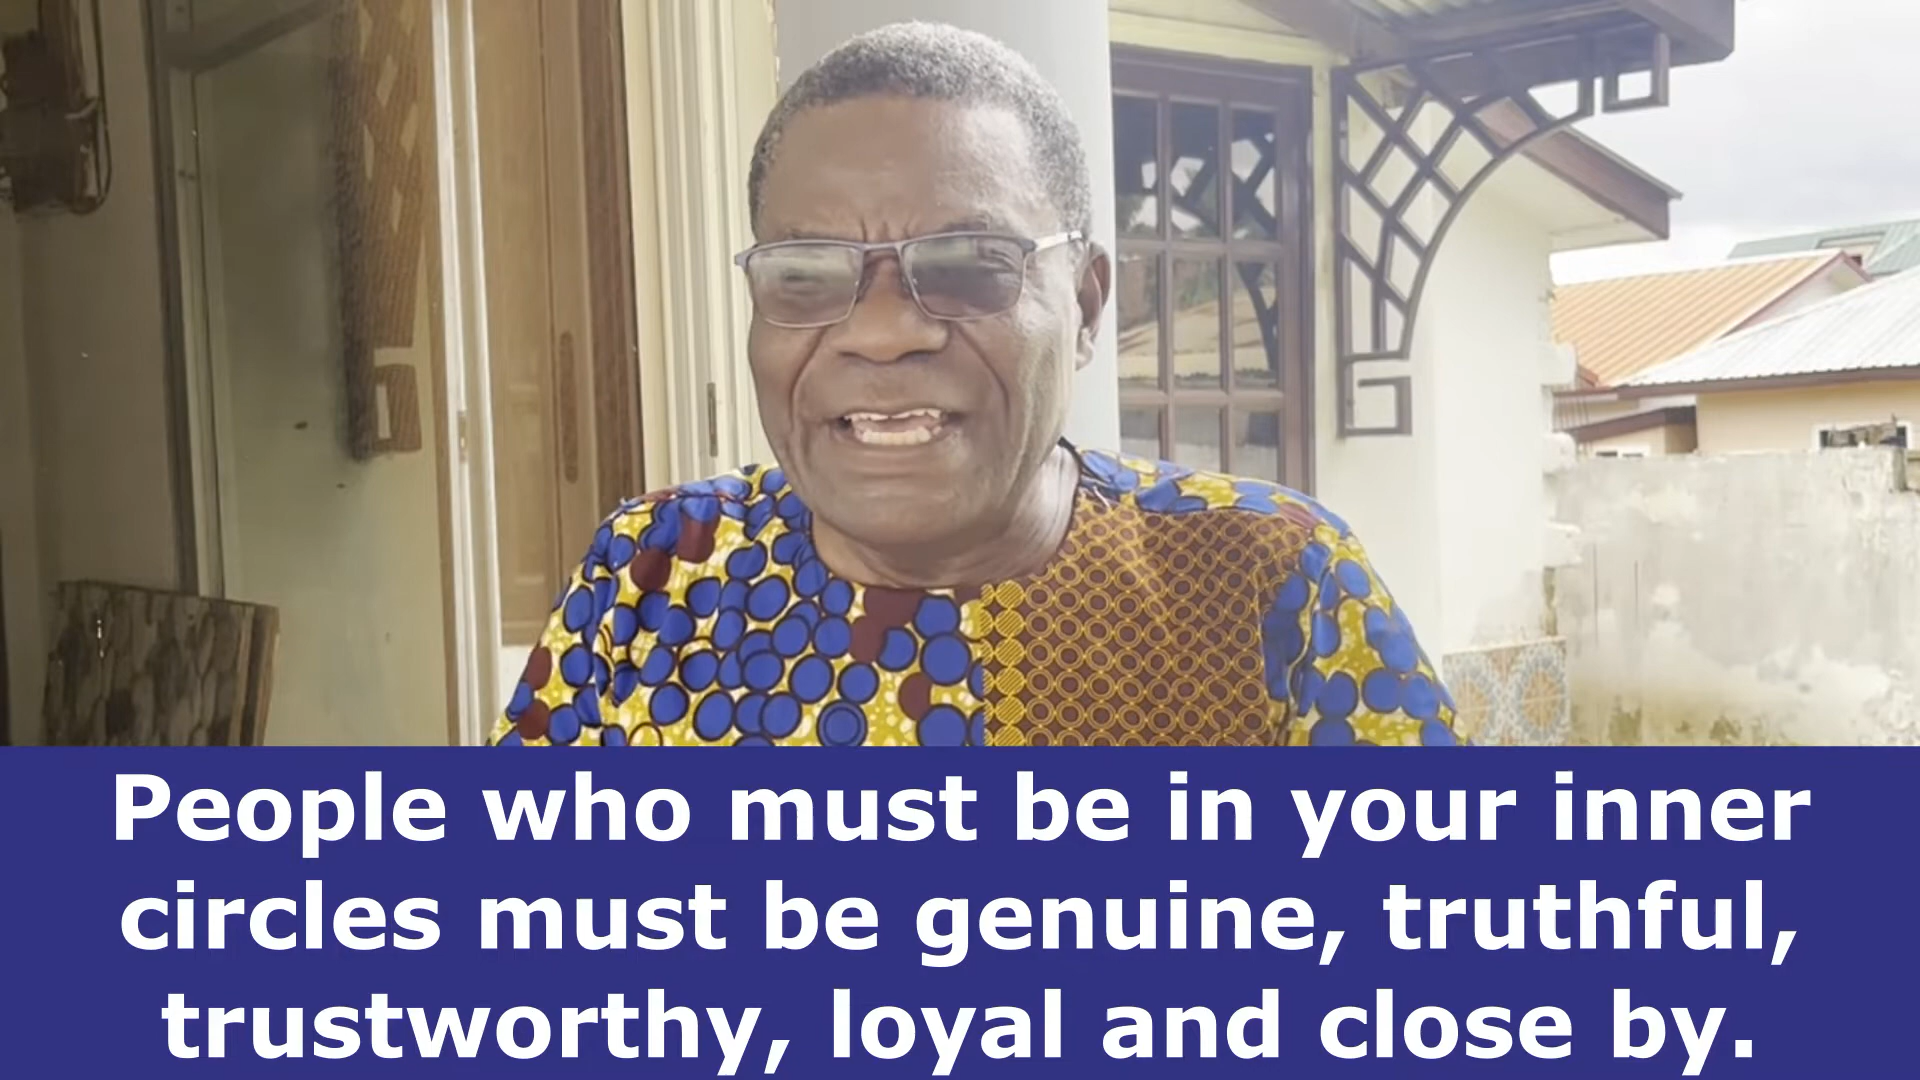 People who must be in your inner
circles must be genuine, truthful,
trustworthy, loyal and close by.